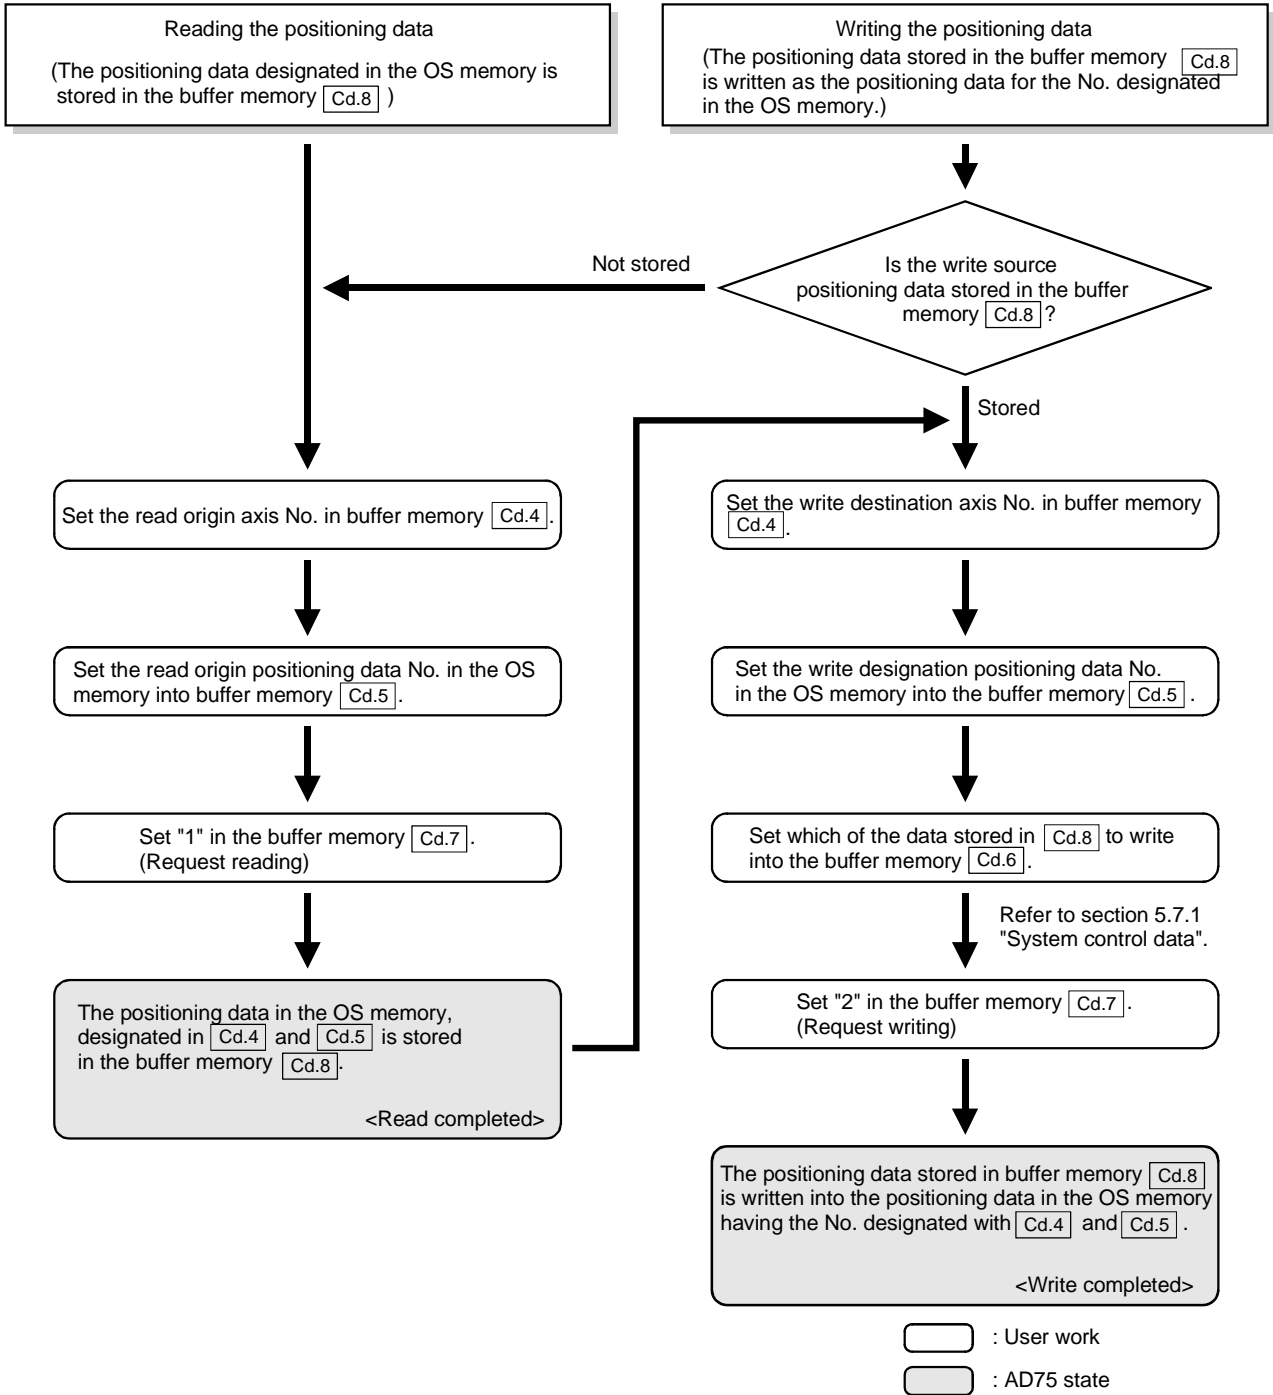 Reading the positioning data
(The positioning data designated in the OS memory is
stored in the buffer memory Cd.8 )
Writing the positioning data
(The positioning data stored in the buffer memory Cd.8
is written as the positioning data for the No. designated
in the OS memory.)
Not stored
Is the write source
positioning data stored in the buffer
memory Cd.8 ?
Stored
Set the read origin axis No. in buffer memory Cd.4 .
Set the read origin positioning data No. in the OS
memory into buffer memory Cd.5 .
Set "1" in the buffer memory Cd.7 .
(Request reading)
The positioning data in the OS memory,
designated in Cd.4 and Cd.5 is stored
in the buffer memory Cd.8 .
<Read completed>
Set the write destination axis No. in buffer memory
Cd.4 .
Set the write designation positioning data No.
in the OS memory into the buffer memory Cd.5 .
Set which of the data stored in Cd.8 to write
into the buffer memory Cd.6 .
Refer to section 5.7.1
"System control data".
Set "2" in the buffer memory Cd.7 .
(Request writing)
The positioning data stored in buffer memory Cd.8
is written into the positioning data in the OS memory
having the No. designated with Cd.4 and Cd.5 .
<Write completed>
: User work
: AD75 state